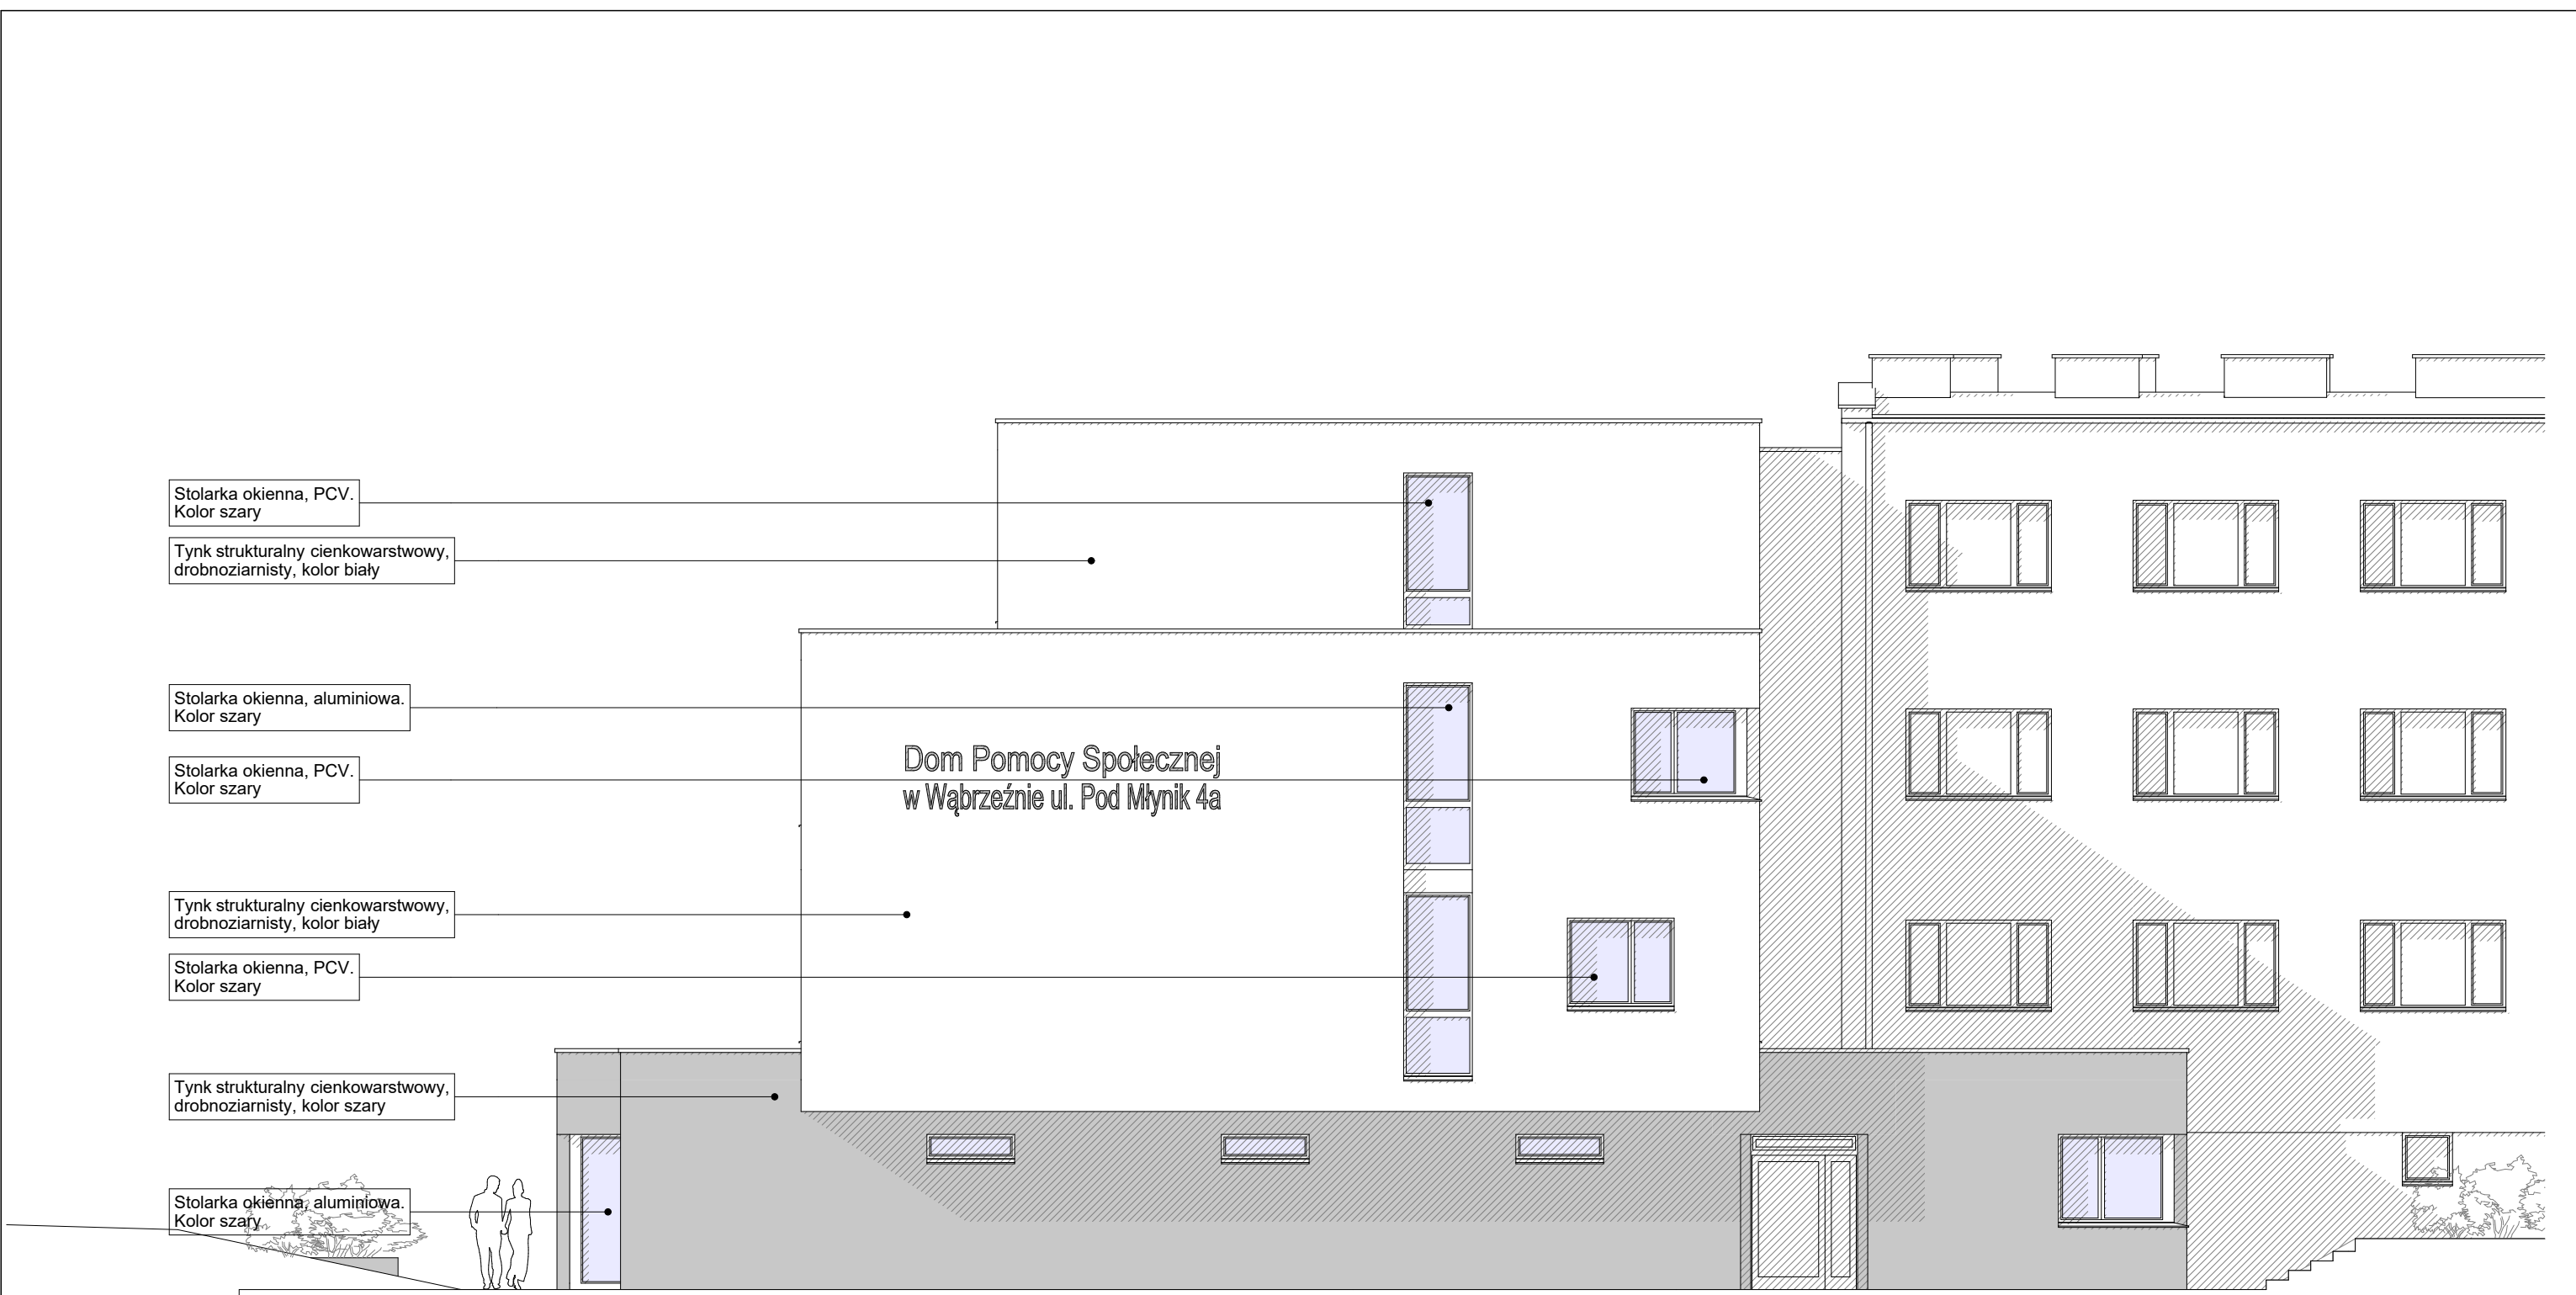 Stolarka okienna, PCV.
Kolor szary
Tynk strukturalny cienkowarstwowy,
drobnoziarnisty, kolor biały
Stolarka okienna, aluminiowa.
Kolor szary
Dom Pomocy Społecznej
w Wąbrzeźnie ul. Pod Młynik 4a
Stolarka okienna, PCV.
Kolor szary
Tynk strukturalny cienkowarstwowy,
drobnoziarnisty, kolor biały
Stolarka okienna, PCV.
Kolor szary
Tynk strukturalny cienkowarstwowy,
drobnoziarnisty, kolor szary
Stolarka okienna, aluminiowa.
Kolor szary